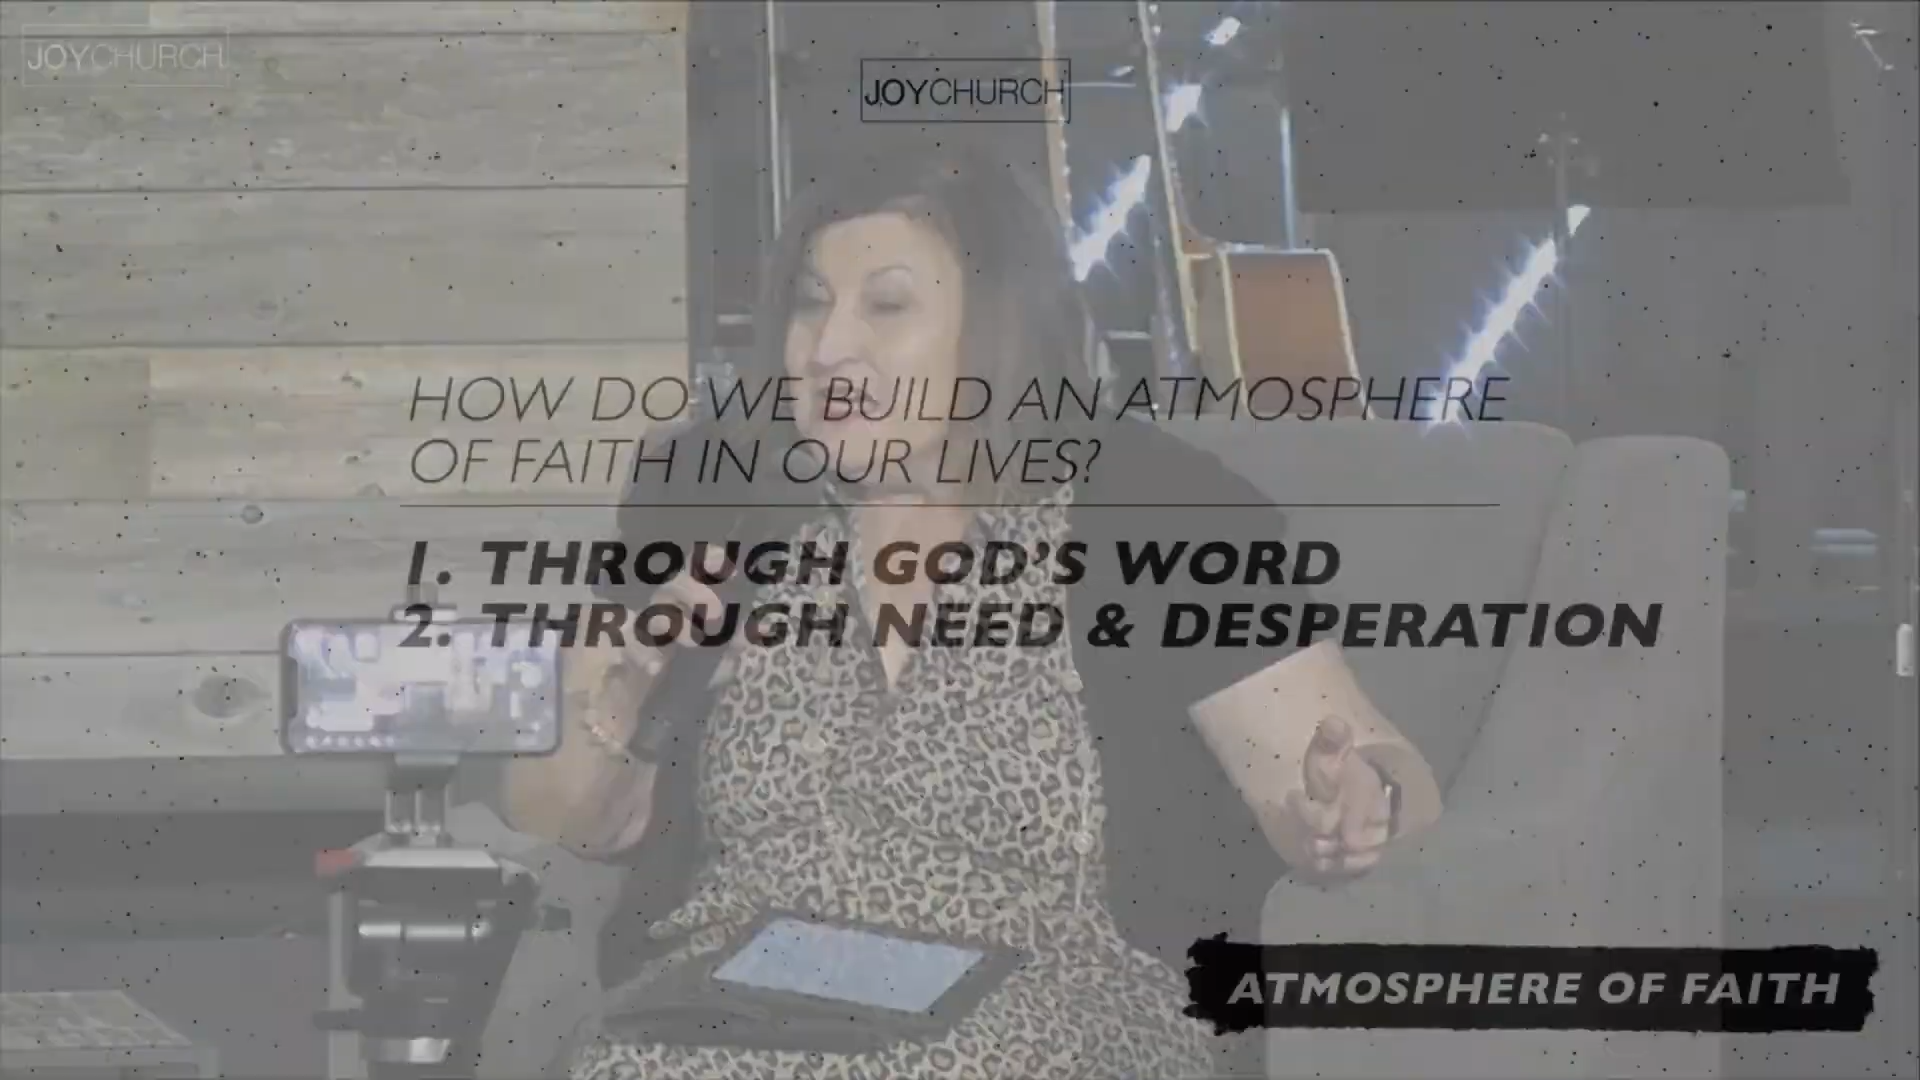 JOYCHURCH
JOYCHURCH
HOW DO WE BUILD AN ATMOSPHERE
OF FAITH IN OUR LIVES?
1. THROUGH GOD'S WORD
2. THROUGH NEED & DESPERATION
ATMOSPHERE OF FAITH